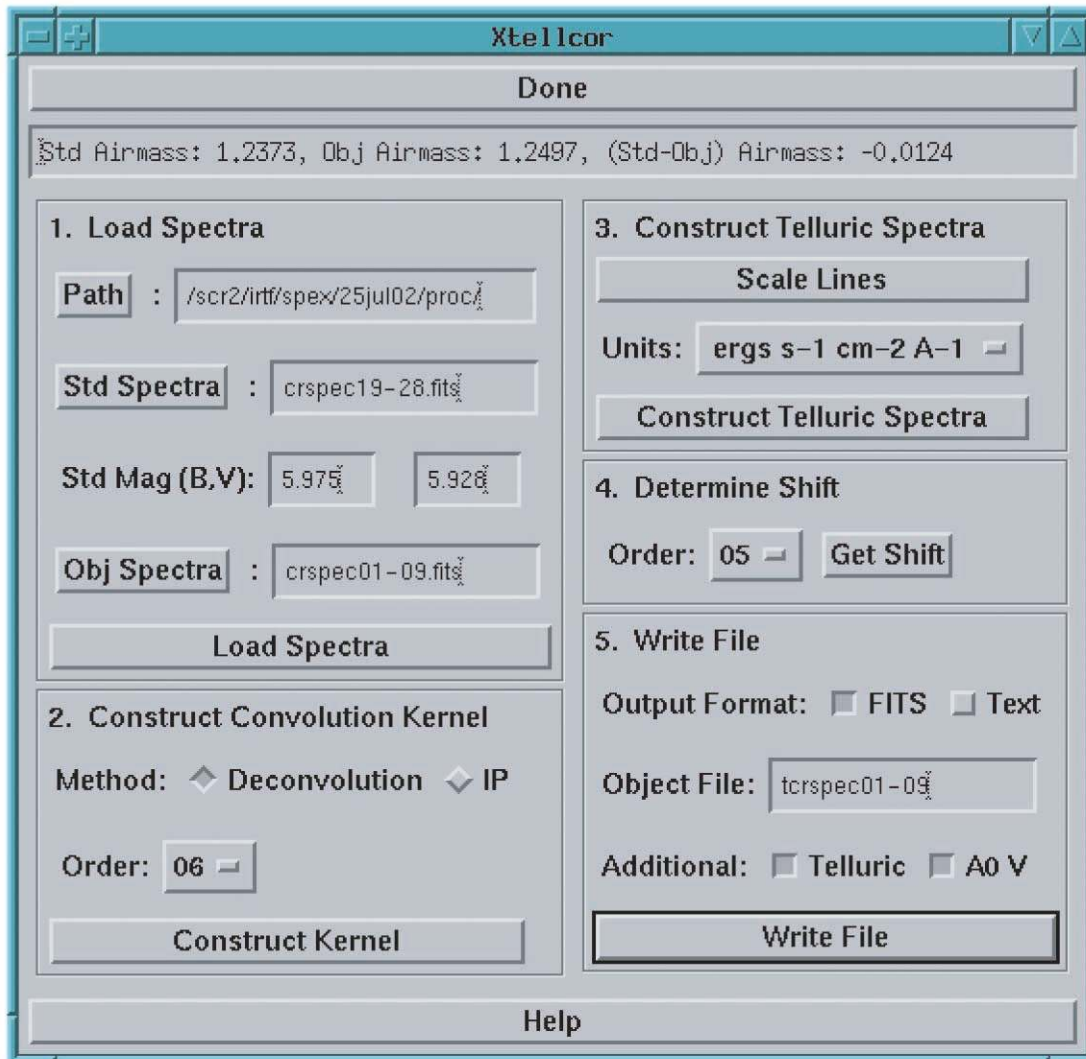 Xtellcor
Done
Std Airmass: 1.2373, Obj Airmass: 1.2497, (Std-Obj) Airmass: -0.0124
1. Load Spectra
Path : /scr2/irtf/spex/25jul02/proc/
Std Spectra : crspec19-28.fits
Std Mag (B,V): 5.975 5.928
Obj Spectra : crspec01-09.fits
Load Spectra
2. Construct Convolution Kernel
Method: Deconvolution IP
Order: 06
Construct Kernel
3. Construct Telluric Spectra
Scale Lines
Units: ergs s-1 cm-2 A-1
Construct Telluric Spectra
4. Determine Shift
Order: 05 Get Shift
5. Write File
Output Format: FITS Text
Object File: tcrspec01-09
Additional: Telluric A0 V
Write File
Help